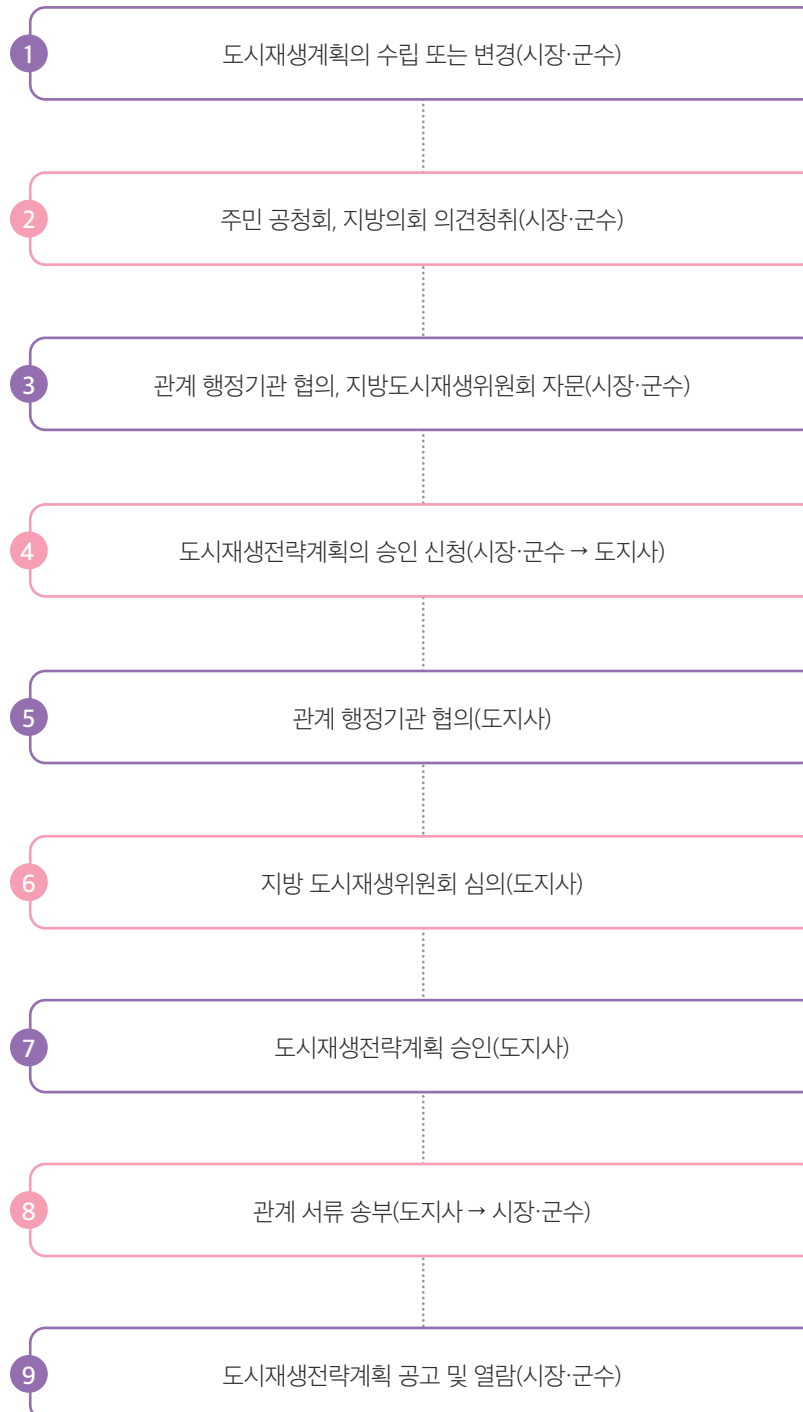 1
도시재생계획의 수립 또는 변경(시장·군수)
2
주민 공청회, 지방의회 의견청취(시장·군수)
3
관계 행정기관 협의, 지방도시재생위원회 자문(시장·군수)
4
도시재생전략계획의 승인 신청(시장·군수 → 도지사)
5
관계 행정기관 협의(도지사)
6
지방 도시재생위원회 심의(도지사)
7
도시재생전략계획 승인(도지사)
8
관계 서류 송부(도지사 → 시장·군수)
9
도시재생전략계획 공고 및 열람(시장·군수)